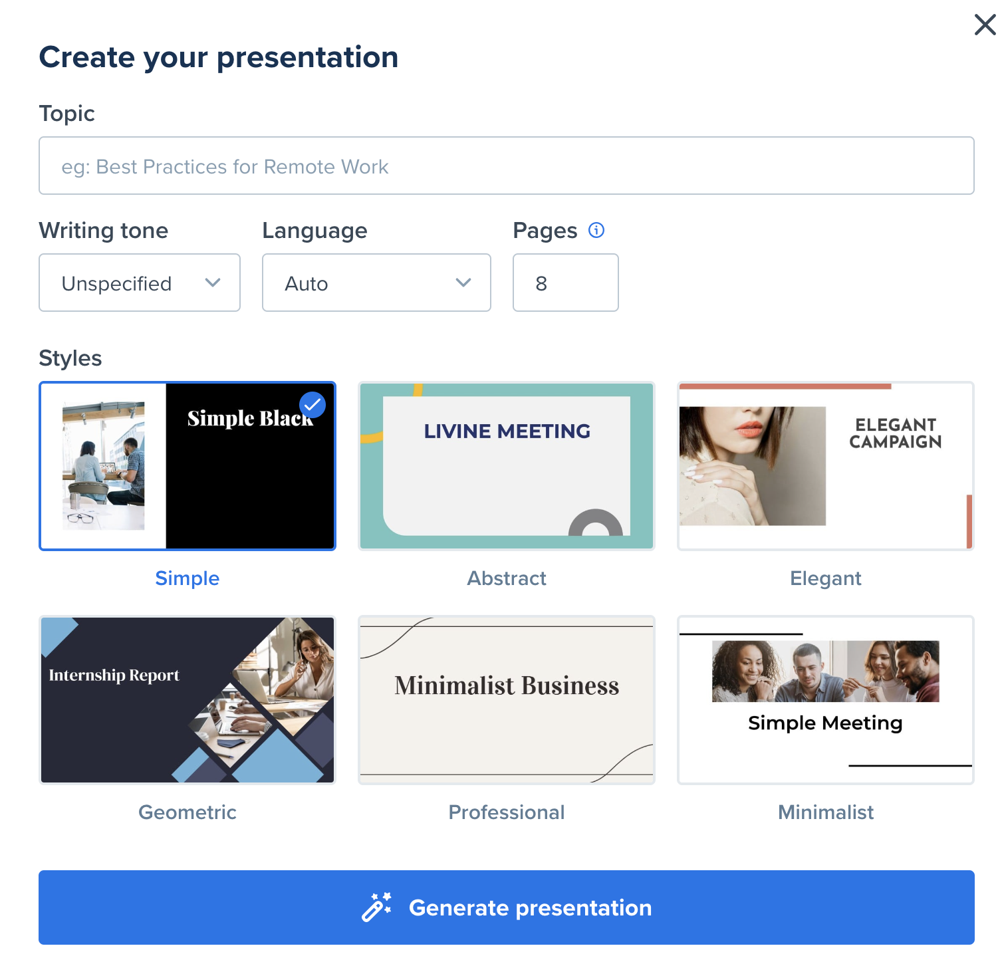 Create your presentation
Topic
eg: Best Practices for Remote Work
Writing tone
Language
Pages
Unspecified
Auto
8
Styles
Simple Black
LIVINE MEETING
ELEGANT
CAMPAIGN
Simple
Abstract
Elegant
Internship Report
Minimalist Business
Simple Meeting
Geometric
Professional
Minimalist
Generate presentation